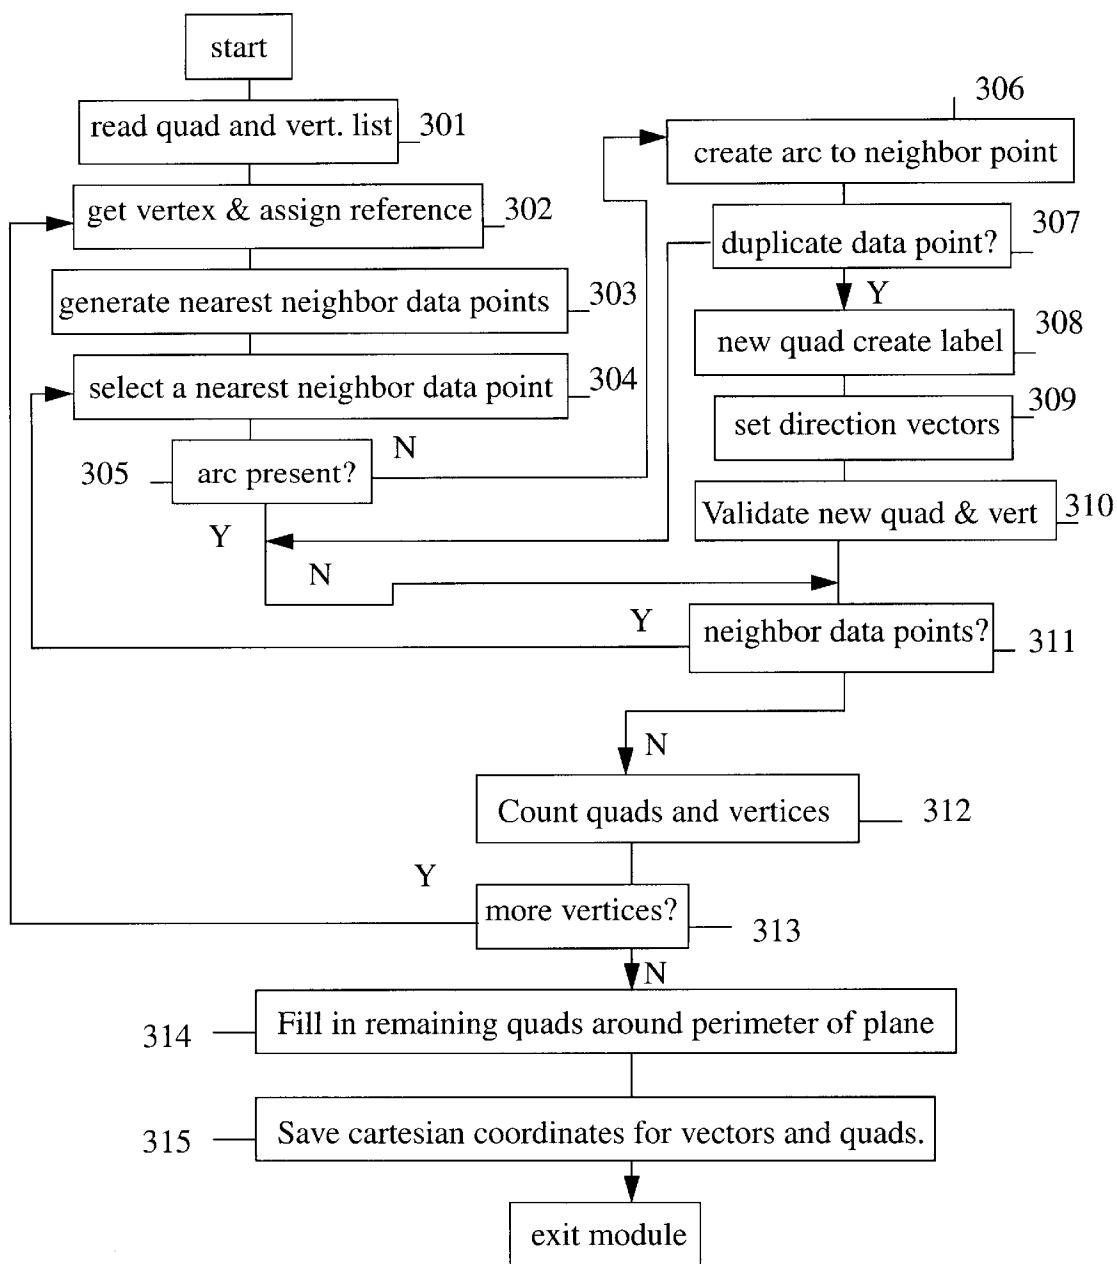 start
read quad and vert. list
301
get vertex & assign reference
302
generate nearest neighbor data points
303
select a nearest neighbor data point
304
arc present?
305
N
Y
N
306
create arc to neighbor point
duplicate data point?
307
Y
new quad create label
308
set direction vectors
309
Validate new quad & vert
310
Y
neighbor data points?
311
N
Count quads and vertices
312
Y
more vertices?
313
N
Fill in remaining quads around perimeter of plane
314
Save cartesian coordinates for vectors and quads.
315
exit module